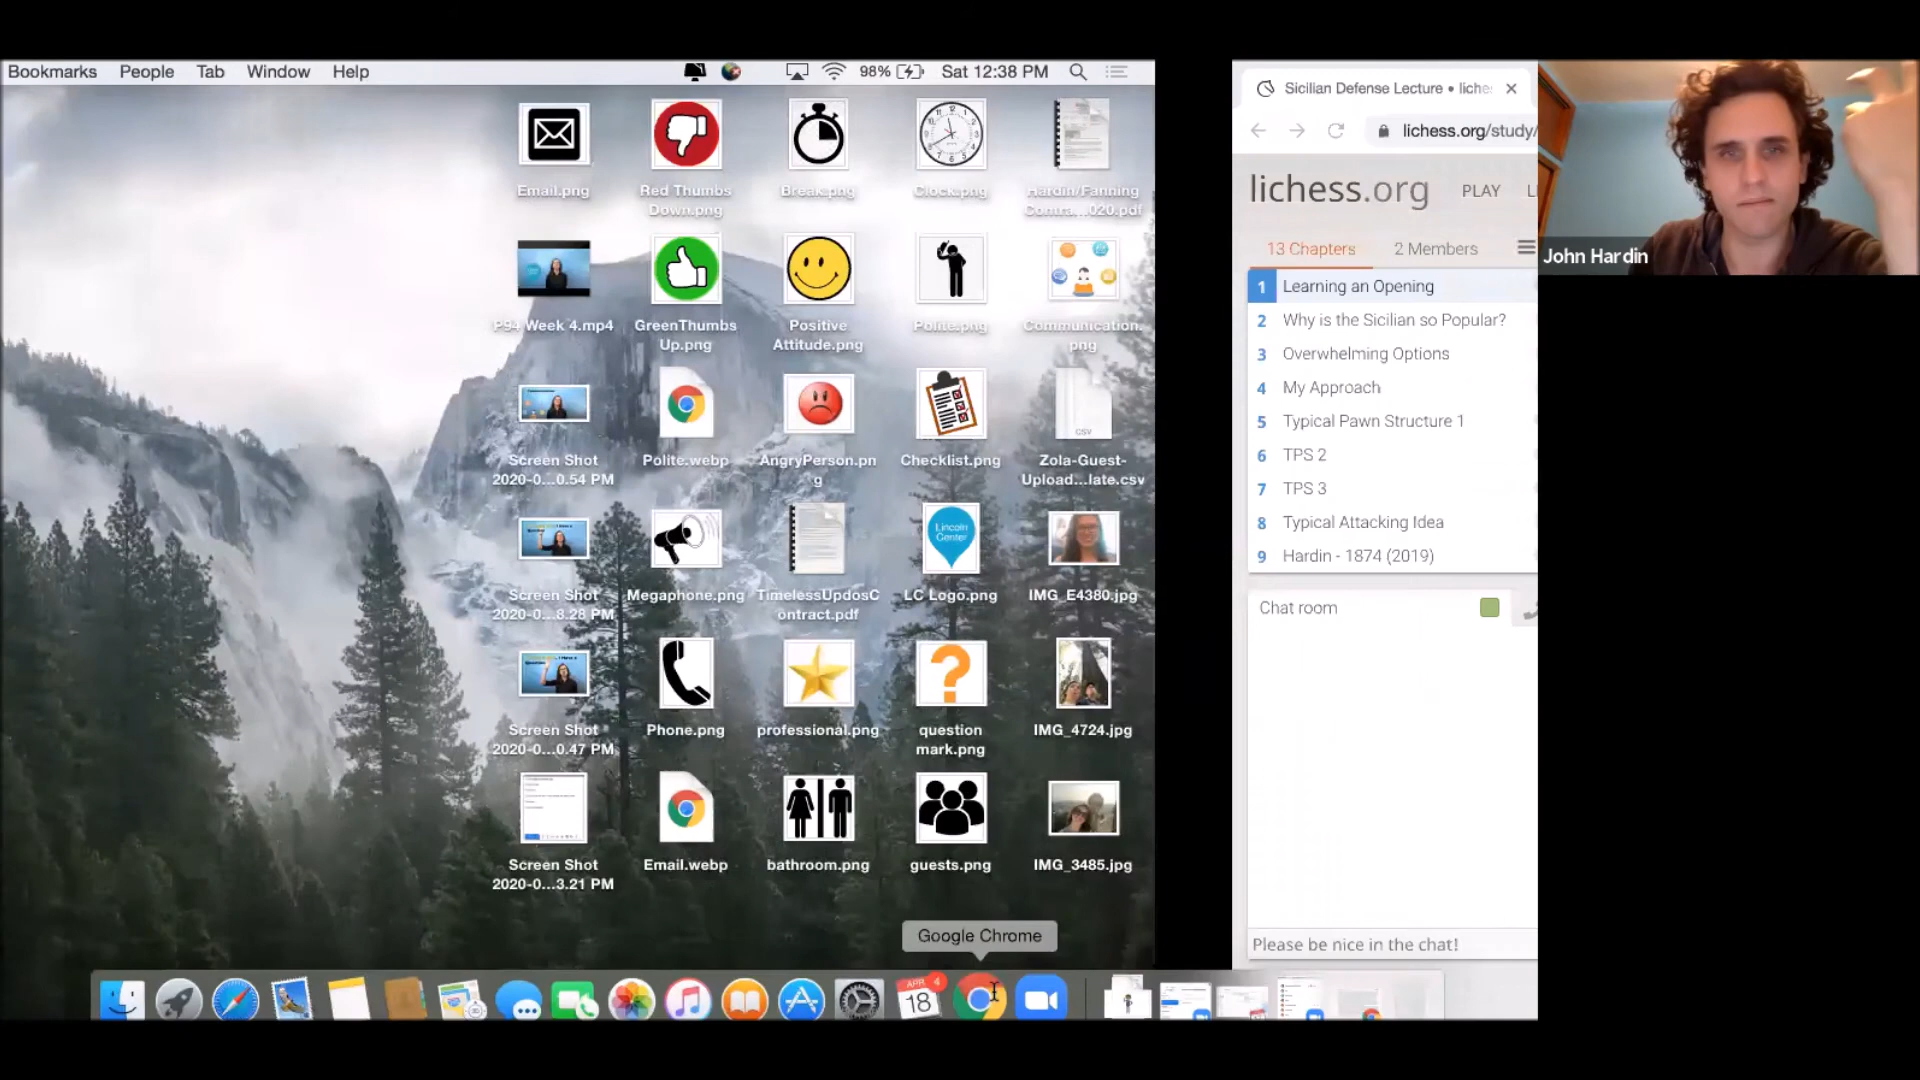 Bookmarks People Tab Window Help 98% Sat 12:38 PM
Email.png
Red Thumbs
Down.png
Break.png
Clock.png
Hardin/Fanning
Contra...020.pdf
PS4 Week 4.mp4
GreenThumbs
Up.png
Positive
Attitude.png
Polite.png
Communication.
png
Screen Shot
2020-0...0.54 PM
Polite.webp
AngryPerson.pn
g
Checklist.png
CSV
Zola-Guest-
Upload...late.csv
Screen Shot
2020-0...8.28 PM
Megaphone.png
TimelessUpdosC
ontract.pdf
Lincoln
Center
LC Logo.png
IMG_E4380.jpg
Screen Shot
2020-0...0.47 PM
Phone.png
professional.png
question
mark.png
IMG_4724.jpg
Screen Shot
2020-0...3.21 PM
Email.webp
bathroom.png
guests.png
IMG_3485.jpg
Google Chrome
APR 4
18
Sicilian Defense Lecture • liche
lichess.org/study/
lichess.org PLAY L
13 Chapters 2 Members
1 Learning an Opening
2 Why is the Sicilian so Popular?
3 Overwhelming Options
4 My Approach
5 Typical Pawn Structure 1
6 TPS 2
7 TPS 3
8 Typical Attacking Idea
9 Hardin - 1874 (2019)
Chat room
Please be nice in the chat!
John Hardin